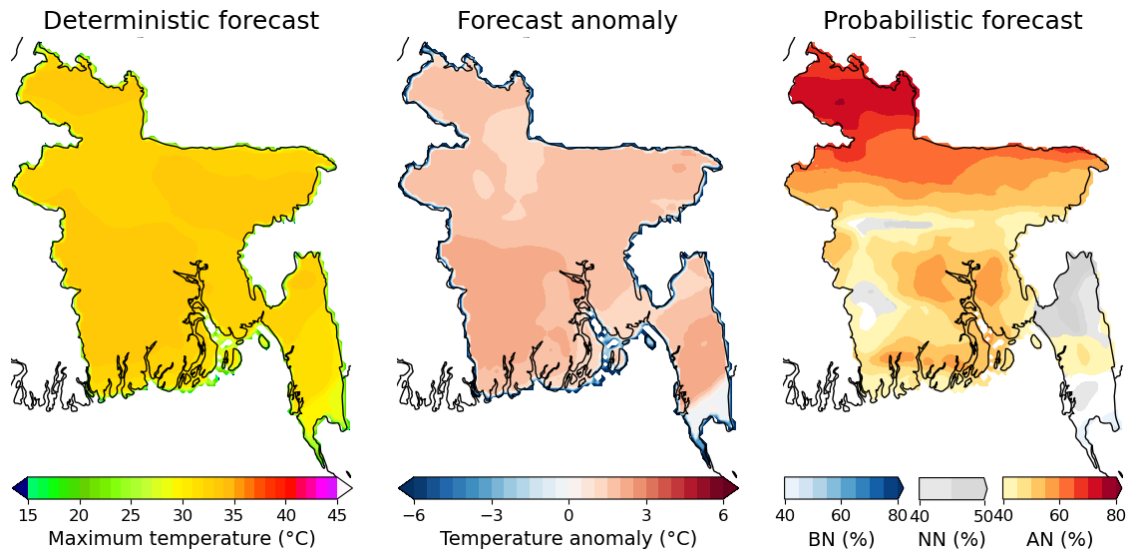 Deterministic forecast
Forecast anomaly
Probabilistic forecast
15 20 25 30 35 40 45
Maximum temperature (°C)
−6 −3 0 3 6
Temperature anomaly (°C)
40 60 80
BN (%)
40 50
NN (%)
40 60 80
AN (%)